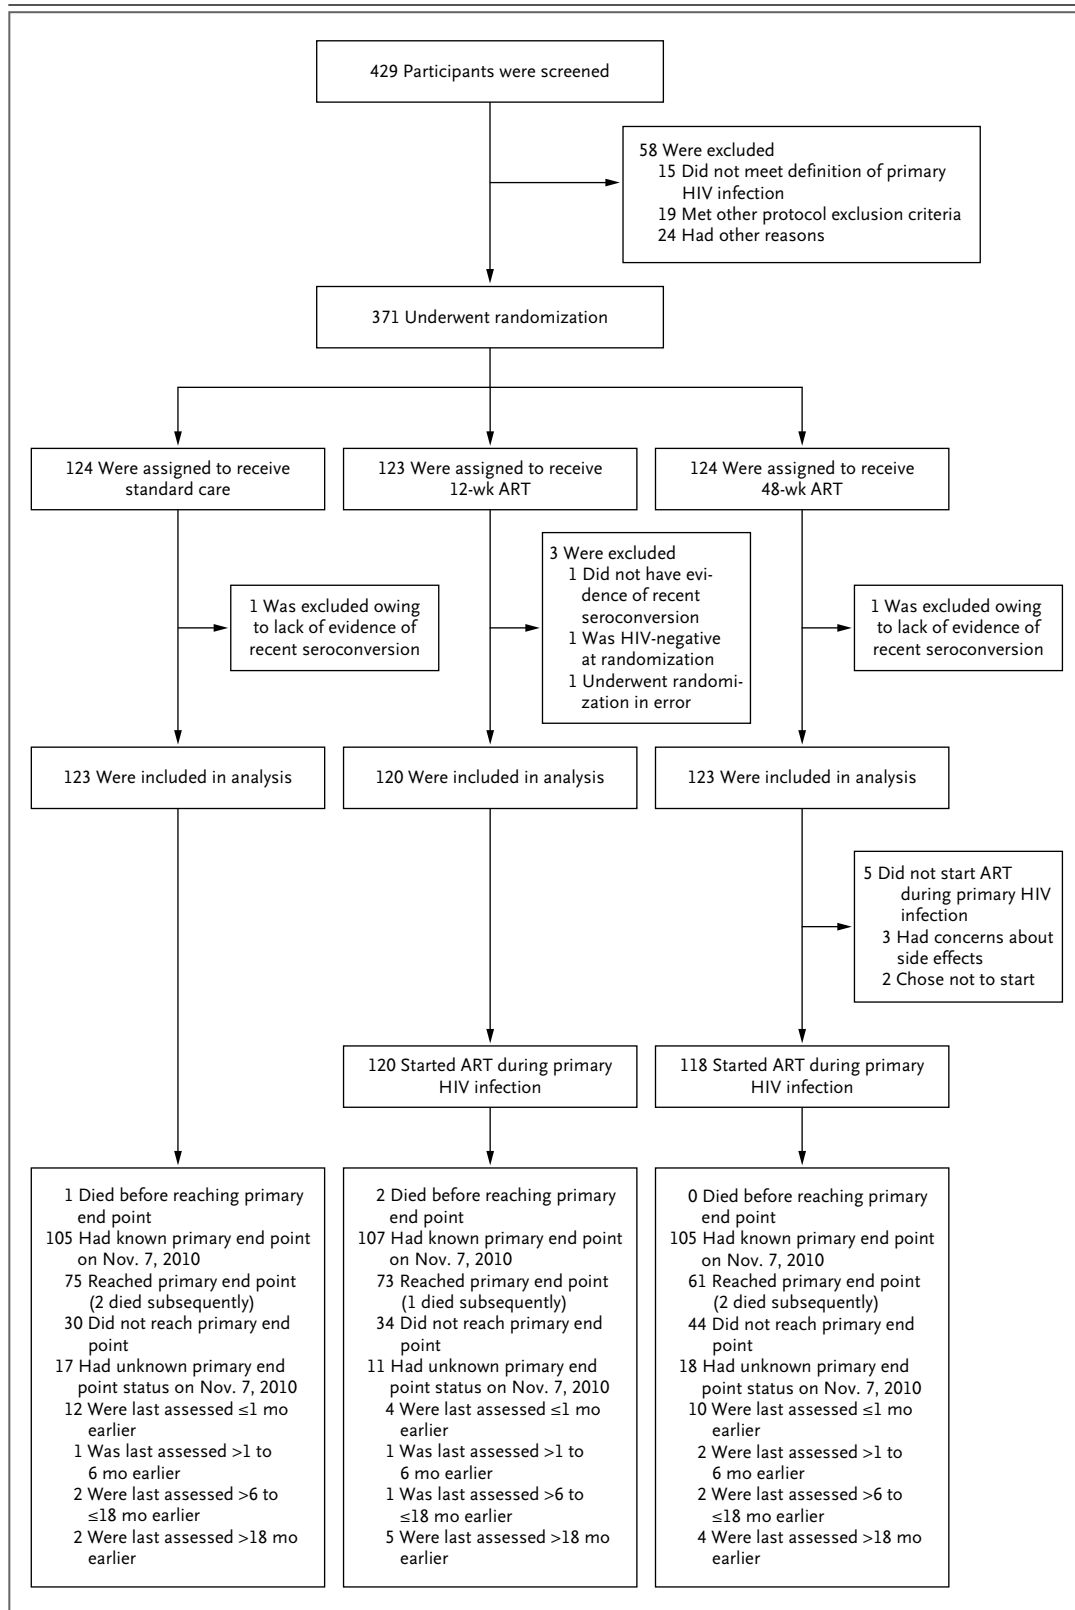 429 Participants were screened
58 Were excluded
15 Did not meet definition of primary
HIV infection
19 Met other protocol exclusion criteria
24 Had other reasons
371 Underwent randomization
124 Were assigned to receive
standard care
123 Were assigned to receive
12-wk ART
124 Were assigned to receive
48-wk ART
1 Was excluded owing
to lack of evidence of
recent seroconversion
3 Were excluded
1 Did not have evi-
dence of recent
seroconversion
1 Was HIV-negative
at randomization
1 Underwent randomi-
zation in error
1 Was excluded owing
to lack of evidence of
recent seroconversion
123 Were included in analysis
120 Were included in analysis
123 Were included in analysis
5 Did not start ART
during primary HIV
infection
3 Had concerns about
side effects
2 Chose not to start
120 Started ART during primary
HIV infection
118 Started ART during primary
HIV infection
1 Died before reaching primary
end point
105 Had known primary end point
on Nov. 7, 2010
75 Reached primary end point
(2 died subsequently)
30 Did not reach primary end
point
17 Had unknown primary end
point status on Nov. 7, 2010
12 Were last assessed ≤1 mo
earlier
1 Was last assessed >1 to
6 mo earlier
2 Were last assessed >6 to
≤18 mo earlier
2 Were last assessed >18 mo
earlier
2 Died before reaching primary
end point
107 Had known primary end point
on Nov. 7, 2010
73 Reached primary end point
(1 died subsequently)
34 Did not reach primary end
point
11 Had unknown primary end
point status on Nov. 7, 2010
4 Were last assessed ≤1 mo
earlier
1 Was last assessed >1 to
6 mo earlier
1 Was last assessed >6 to
≤18 mo earlier
5 Were last assessed >18 mo
earlier
0 Died before reaching primary
end point
105 Had known primary end point
on Nov. 7, 2010
61 Reached primary end point
(2 died subsequently)
44 Did not reach primary end
point
18 Had unknown primary end
point status on Nov. 7, 2010
10 Were last assessed ≤1 mo
earlier
2 Were last assessed >1 to
6 mo earlier
2 Were last assessed >6 to
≤18 mo earlier
4 Were last assessed >18 mo
earlier